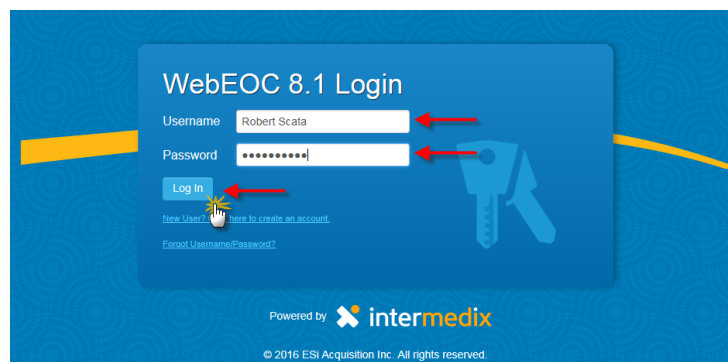 WebEOC 8.1 Login
Username Robert Scata
Password ••••••••••
Log In
New User? here to create an account.
Forgot Username/Password?
Powered by intermedix
© 2016 ESi Acquisition Inc. All rights reserved.